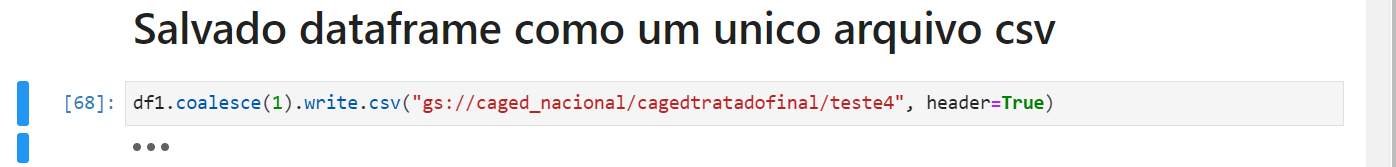 Salvado dataframe como um unico arquivo csv
[68]: df1.coalesce(1).write.csv("gs://caged_nacional/cagedtratadofinal/teste4", header=True)